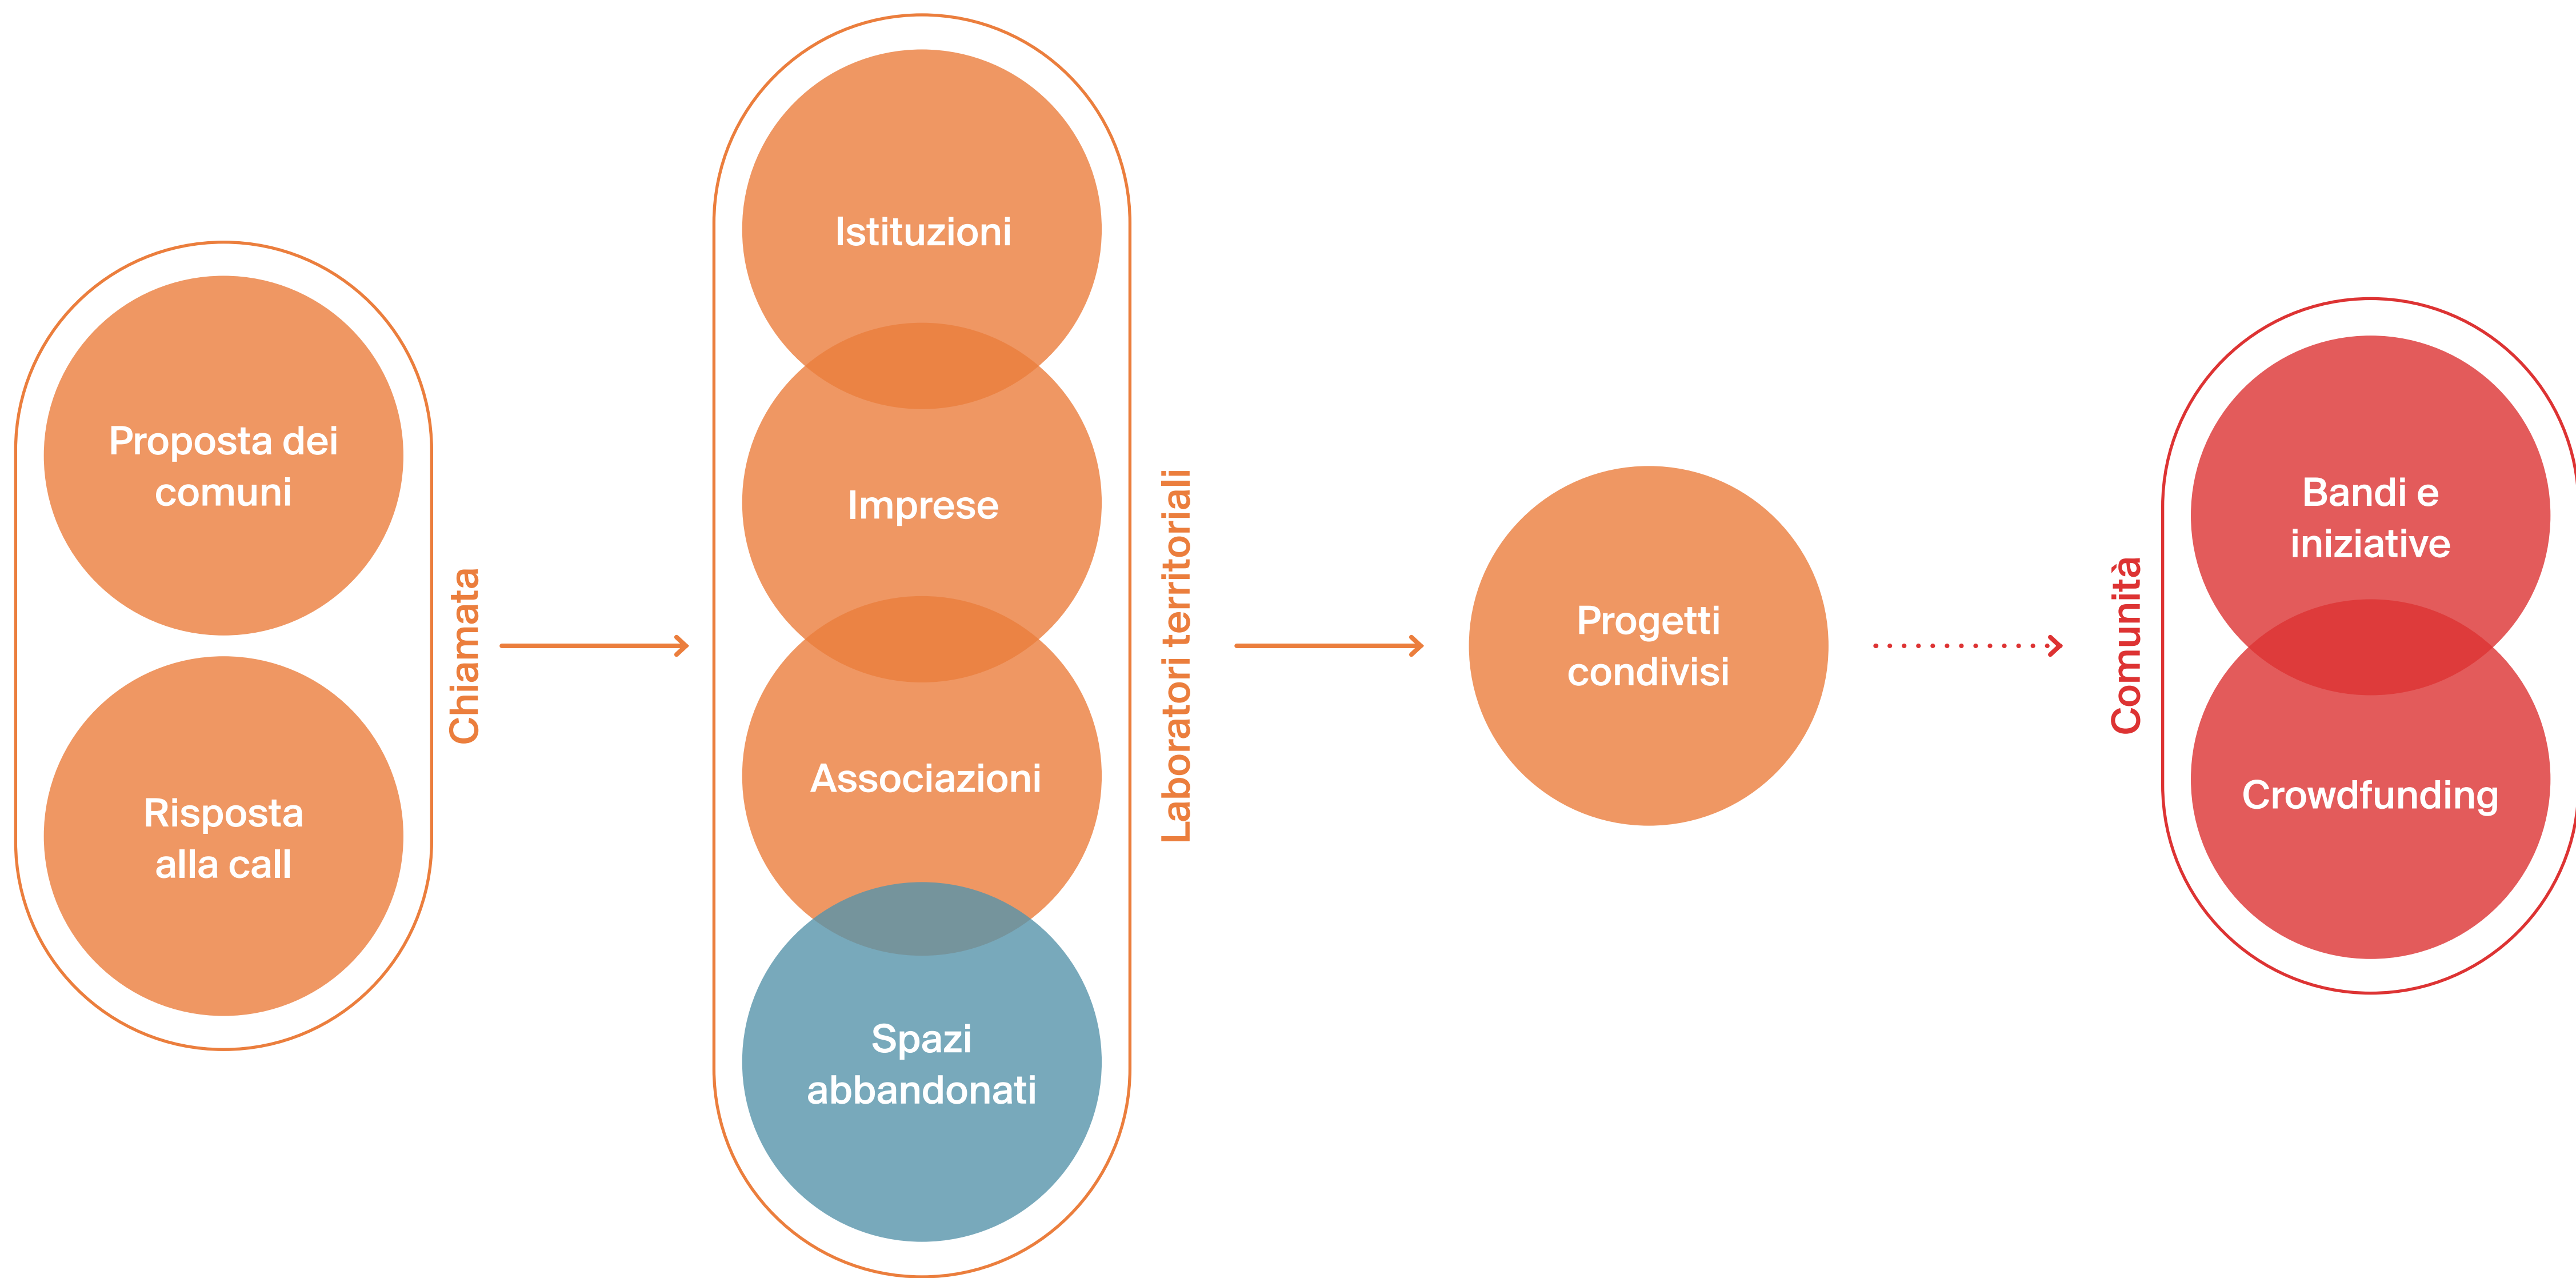 Proposta dei
comuni
Risposta
alla call
Chiamata
Istituzioni
Imprese
Associazioni
Spazi
abbandonati
Laboratori territoriali
Progetti
condivisi
Comunità
Bandi e
iniziative
Crowdfunding